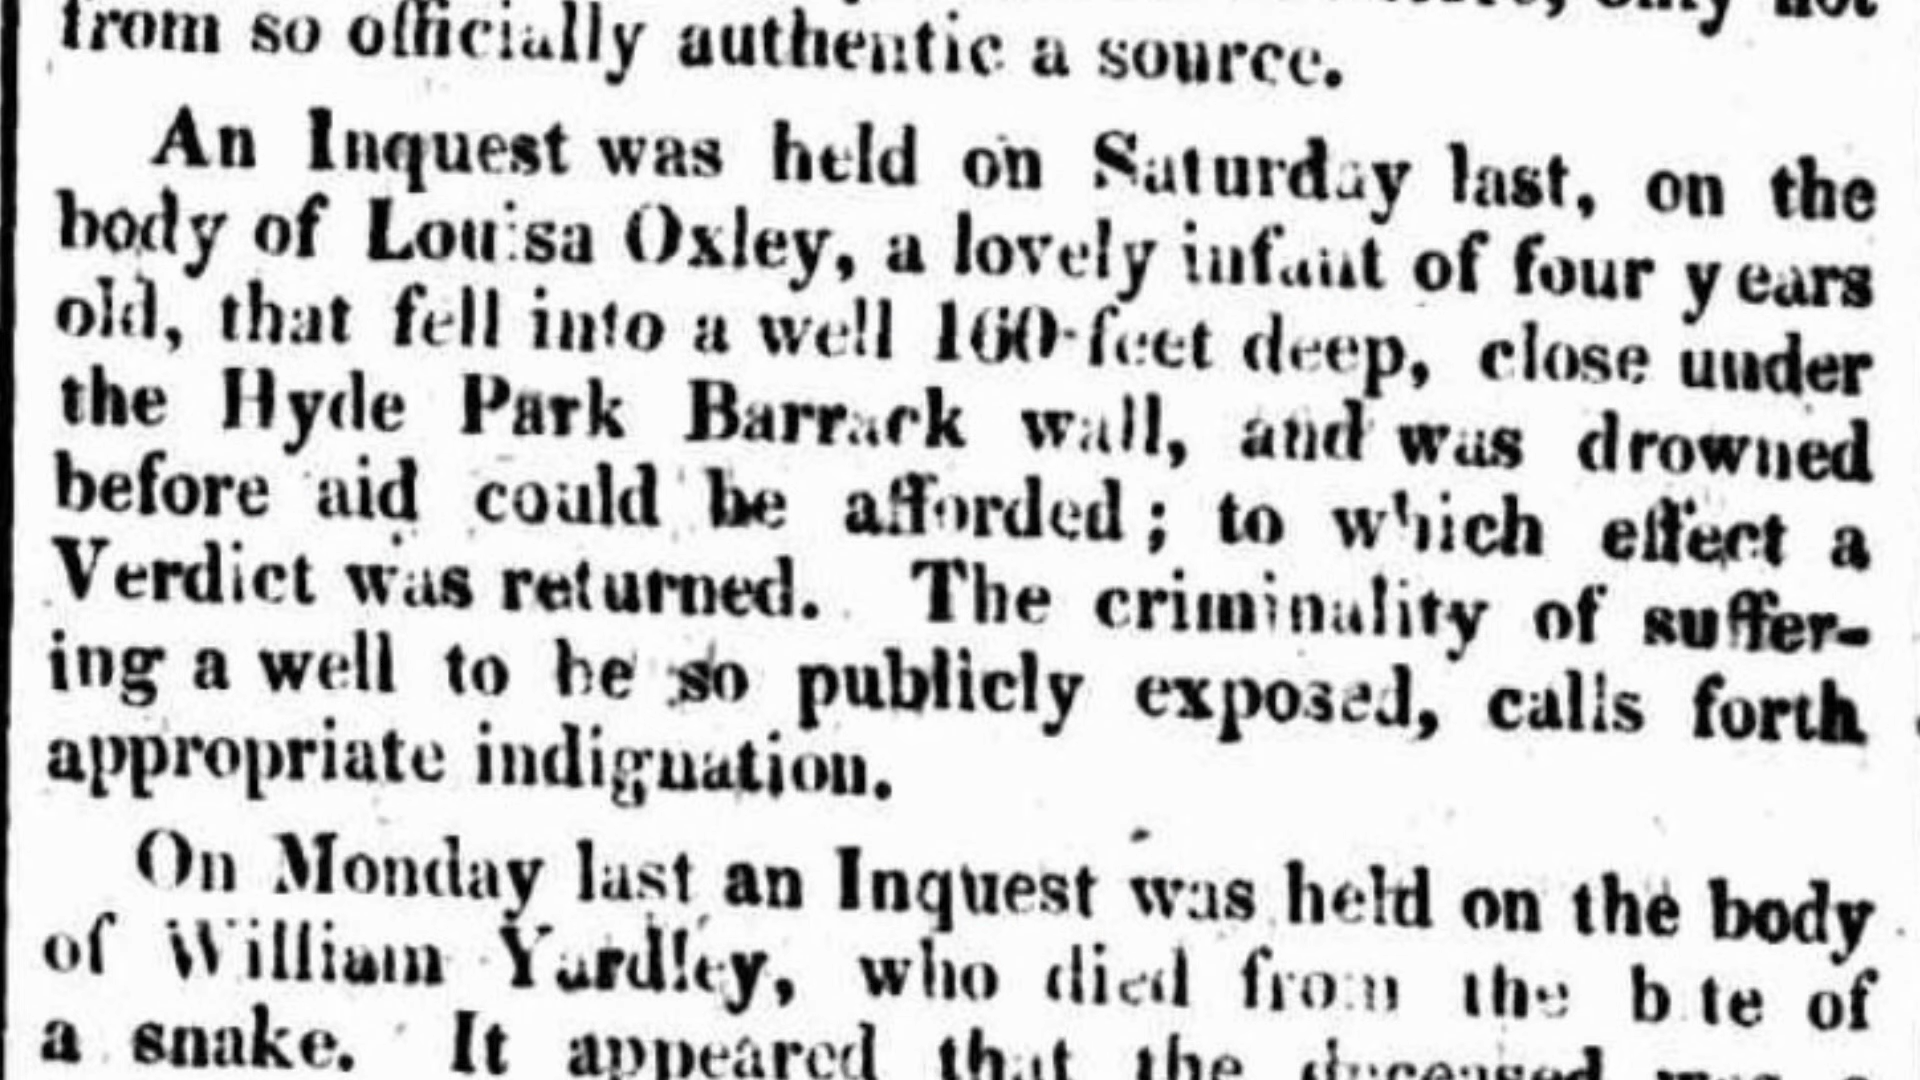 only not
from so officially authentic a source.
An Inquest was held on Saturday last, on the
body of Louisa Oxley, a lovely infant of four years
old, that fell into a well 160 feet deep, close under
the Hyde Park Barrack wall, and was drowned
before aid could be afforded; to which effect a
Verdict was returned. The criminality of suffer-
ing a well to be so publicly exposed, calls forth
appropriate indignation.
On Monday last an Inquest was held on the body
of William Yardley, who died from the bite of
a snake. It appeared that the deceased was a